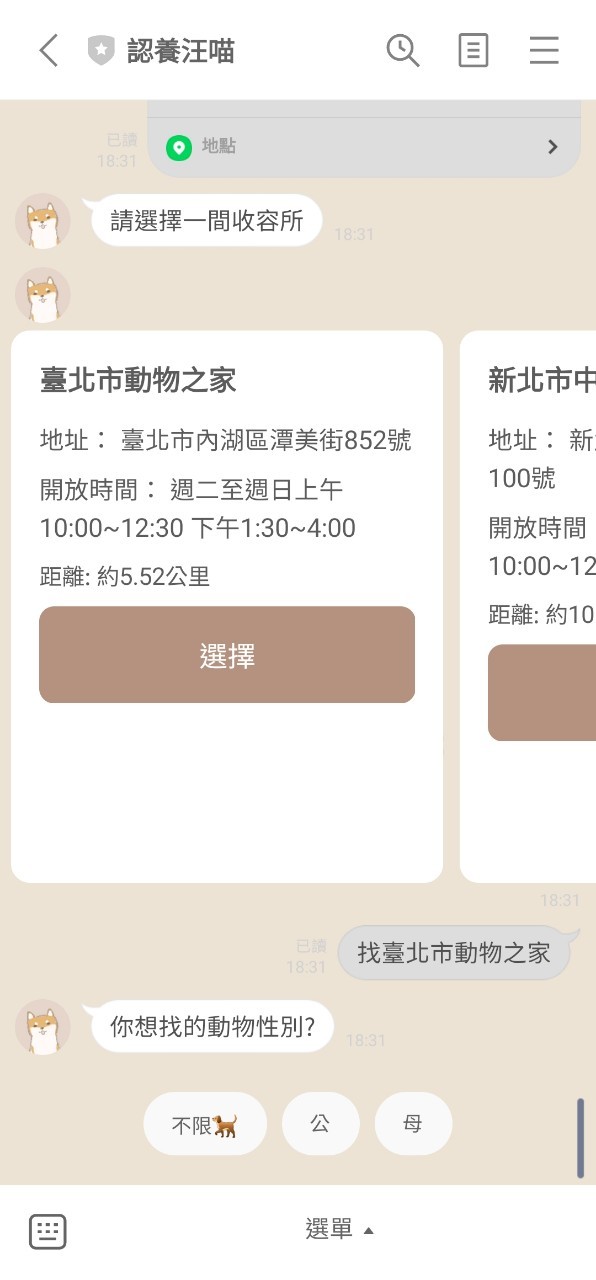 認養汪喵
地點
已讀
18:31
請選擇一間收容所
18:31
臺北市動物之家
地址： 臺北市內湖區潭美街852號
開放時間： 週二至週日上午
10:00~12:30 下午1:30~4:00
距離: 約5.52公里
選擇
新北市中
地址： 新
100號
開放時間
10:00~12
距離: 約10
18:31
已讀
18:31
找臺北市動物之家
你想找的動物性別?
18:31
不限
公
母
選單